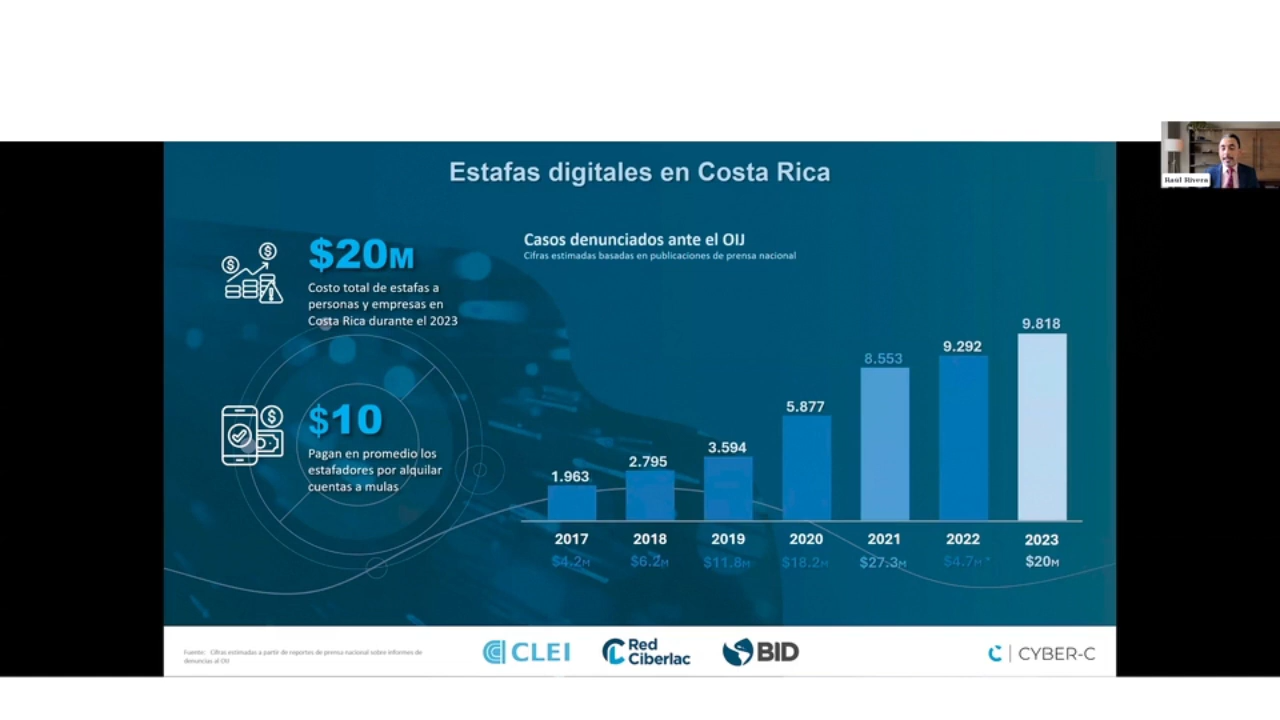 Estafas digitales en Costa Rica
Raúl Rivera
$20M
Costo total de estafas a
personas y empresas en
Costa Rica durante el 2023
$10
Pagan en promedio los
estafadores por alquilar
cuentas a mulas
Casos denunciados ante el OIJ
Cifras estimadas basadas en publicaciones de prensa nacional
1.963 2.795 3.594 5.877 8.553 9.292 9.818
2017 2018 2019 2020 2021 2022 2023
$4.2M $6.2M $11.8M $18.2M $27.3M $4.7M * $20M
Fuente: Cifras estimadas a partir de reportes de prensa nacional sobre informes de
denuncias al OIJ
CLEI
Red
Ciberlac
BID
CYBER-C